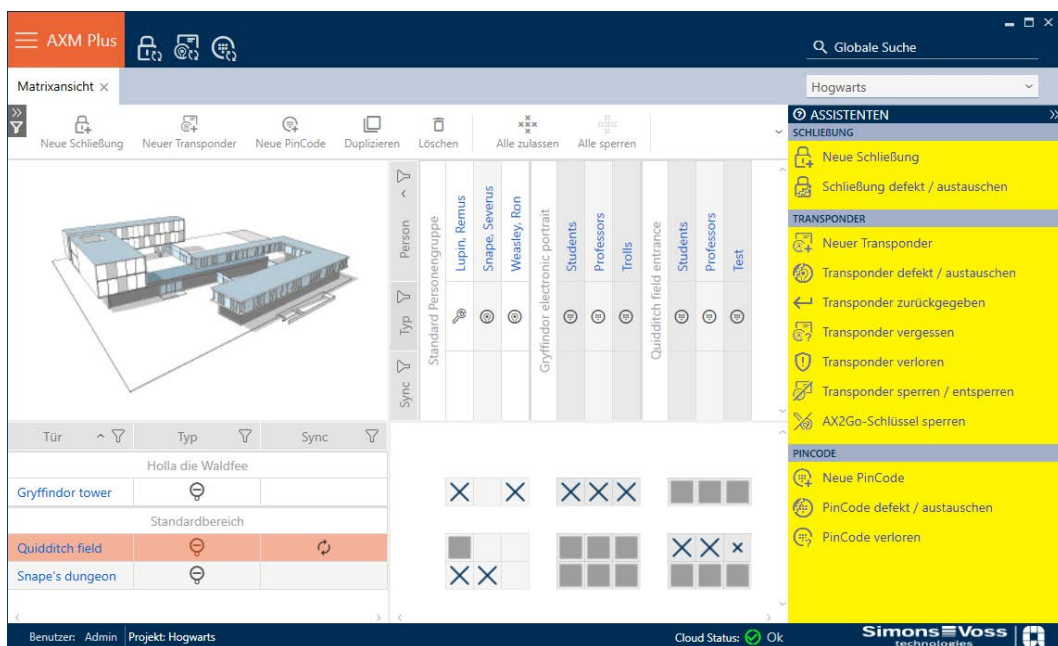 AXM Plus
Globale Suche
Matrixansicht
Hogwarts
Neue Schließung
Neuer Transponder
Neue PinCode
Duplizieren
Löschen
Alle zulassen
Alle sperren
ASSISTENTEN
SCHLIEßUNG
Neue Schließung
Schließung defekt / austauschen
TRANSPONDER
Neuer Transponder
Transponder defekt / austauschen
Transponder zurückgegeben
Transponder vergessen
Transponder verloren
Transponder sperren / entsperren
AX2Go-Schlüssel sperren
PINCODE
Neue PinCode
PinCode defekt / austauschen
PinCode verloren
Person
Typ
Sync
Standard Personengruppe
Lupin, Remus
Snape, Severus
Weasley, Ron
Gryffindor electronic portrait
Students
Professors
Trolls
Quidditch field entrance
Students
Professors
Test
Tür
Typ
Sync
Holla die Waldfee
Gryffindor tower
Standardbereich
Quidditch field
Snape's dungeon
Benutzer: Admin
Projekt: Hogwarts
Cloud Status: Ok
Simons Voss
technologies